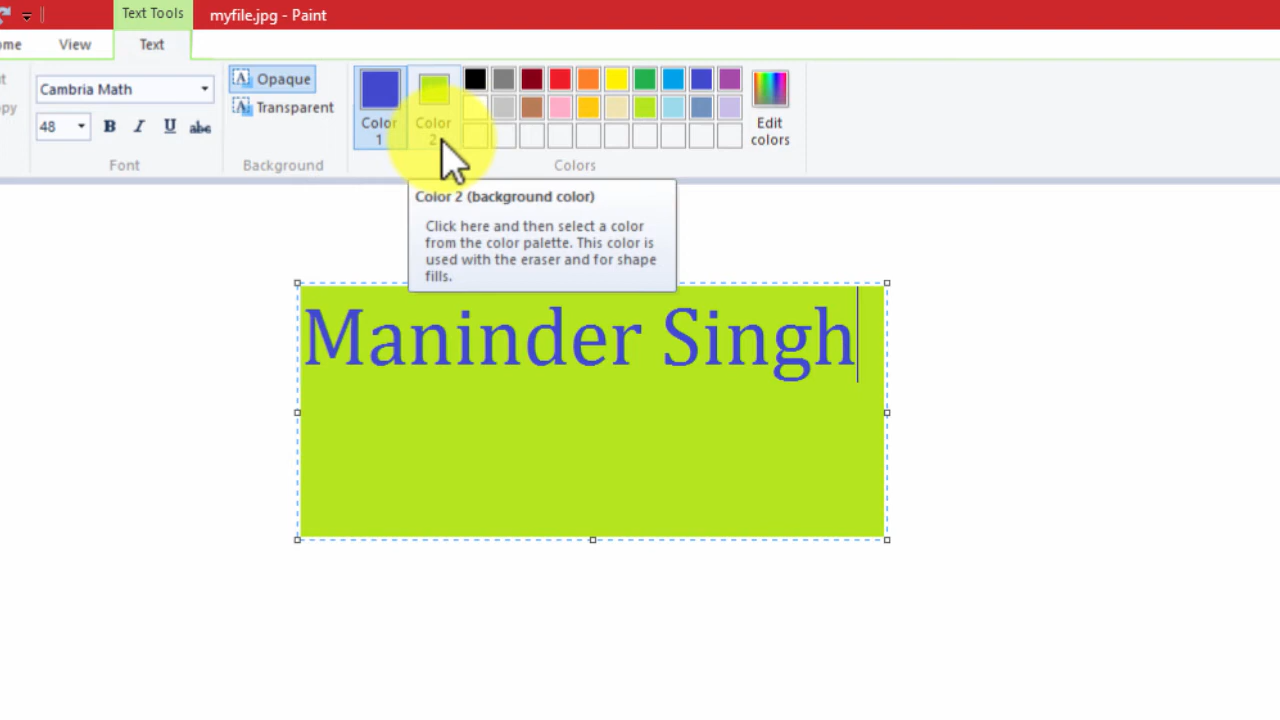 Text Tools
myfile.jpg - Paint
View
Text
Cambria Math
48
B
I
U
abc
Font
Opaque
Transparent
Background
Color
1
Color
2
Edit
colors
Colors
Color 2 (background color)
Click here and then select a color
from the color palette. This color is
used with the eraser and for shape
fills.
Maninder Singh